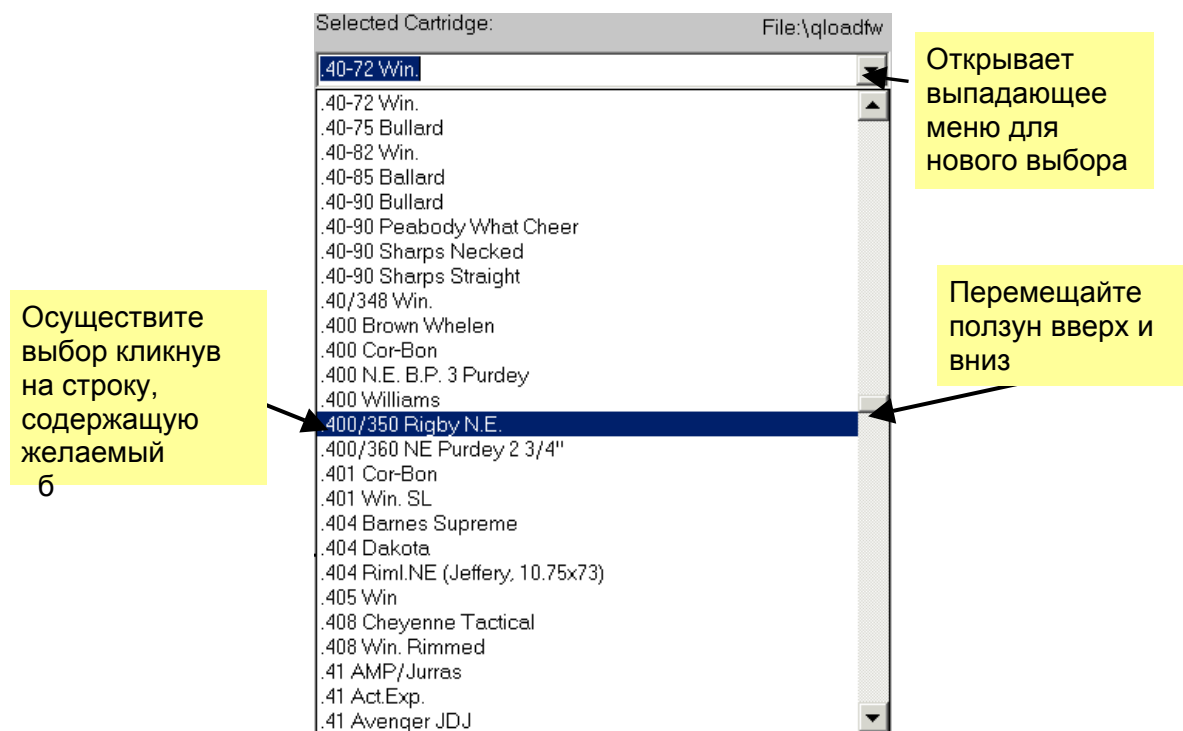 Selected Cartridge:
File:\qloadfw
.40-72 Win.
.40-72 Win.
.40-75 Bullard
.40-82 Win.
.40-85 Ballard
.40-90 Bullard
.40-90 Peabody What Cheer
.40-90 Sharps Necked
.40-90 Sharps Straight
.40/348 Win.
.400 Brown Whelen
.400 Cor-Bon
.400 N.E. B.P. 3 Purdey
.400 Williams
.400/350 Rigby N.E.
.400/360 NE Purdey 2 3/4"
.401 Cor-Bon
.401 Win. SL
.404 Barnes Supreme
.404 Dakota
.404 Riml.NE (Jeffery, 10.75x73)
.405 Win
.408 Cheyenne Tactical
.408 Win. Rimmed
.41 AMP/Jurras
.41 Act.Exp.
.41 Avenger JDJ
Открывает
выпадающее
меню для
нового выбора
Перемещайте
ползун вверх и
вниз
Осуществите
выбор кликнув
на строку,
содержащую
желаемый
б